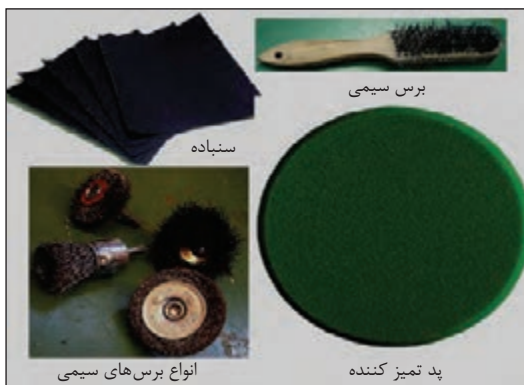 برس سیمی
سنباده
انواع برس‌های سیمی
پد تمیز کننده